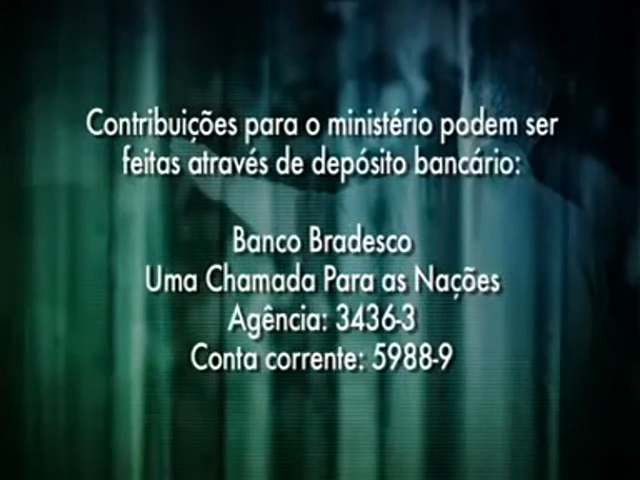 Contribuições para o ministério podem ser
feitas através de depósito bancário:
Banco Bradesco
Uma Chamada Para as Nações
Agência: 3436-3
Conta corrente: 5988-9